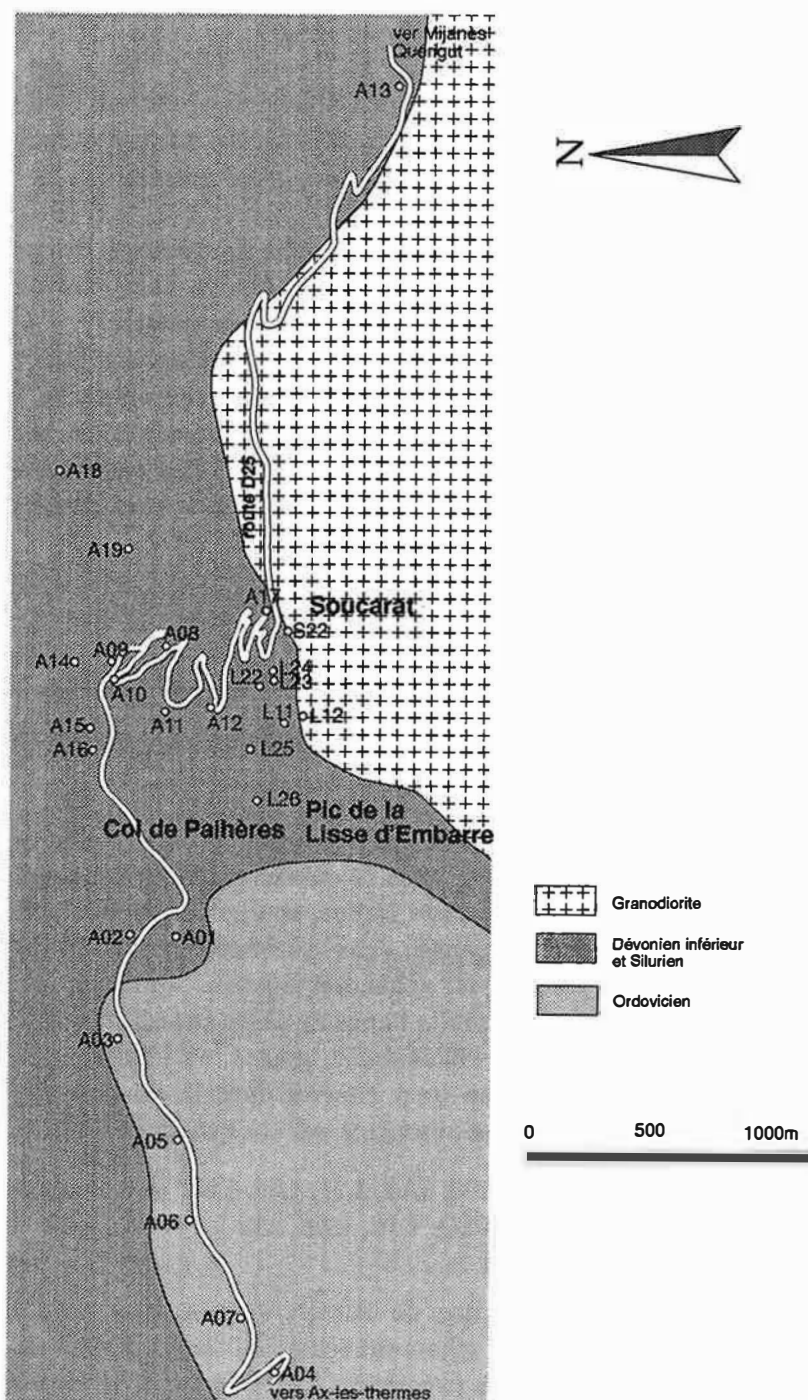 ver Mijanès
Quérigut
A13
N
A18
route D25
A19
A17
Soucarat
S22
A08
A09
A14
A10
L24
L22
L23
A11
A12
L11
L12
A15
A16
L25
L26
Pic de la
Lisse d'Embarre
Col de Pailhères
A02
A01
Granodiorite
Dévonien inférieur
et Silurien
Ordovicien
A03
0 500 1000m
A05
A06
A07
A04
vers Ax-les-thermes